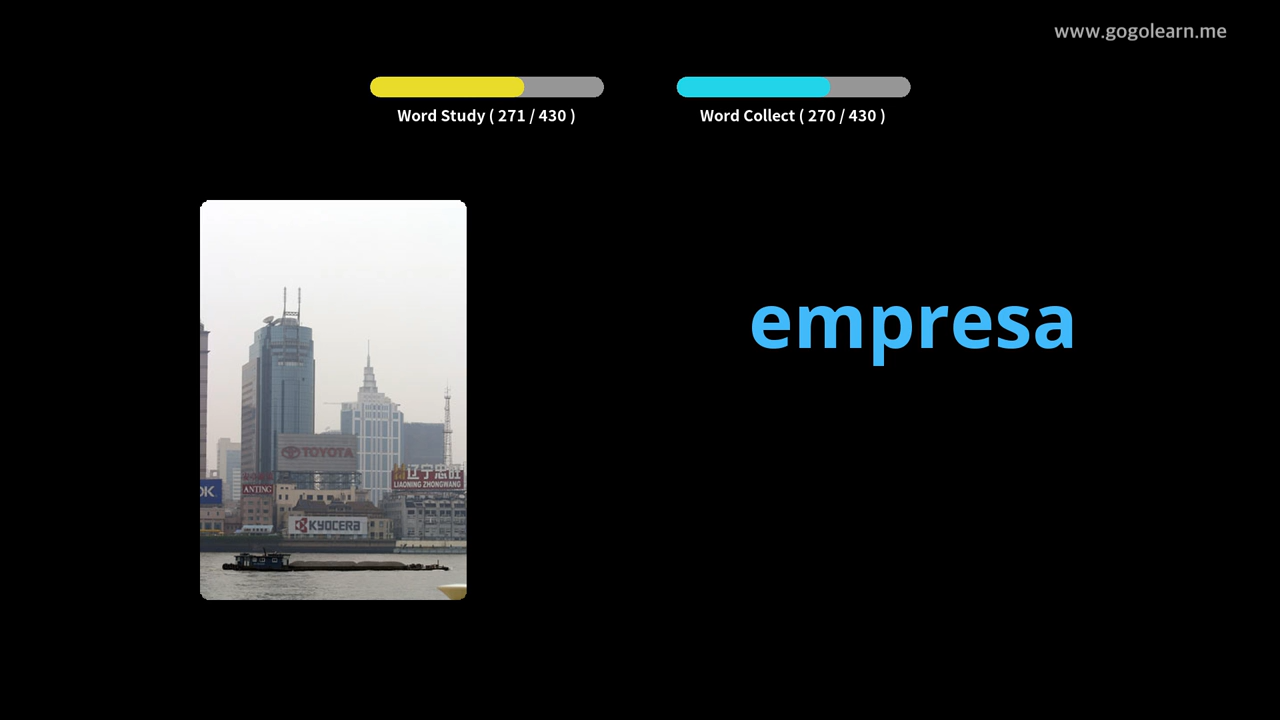 www.gogolearn.me
Word Study ( 271 / 430 )
Word Collect ( 270 / 430 )
empresa
TOYOTA
辽宁忠旺
LIAONING ZHONGWANG
ANTING
KYOCERA